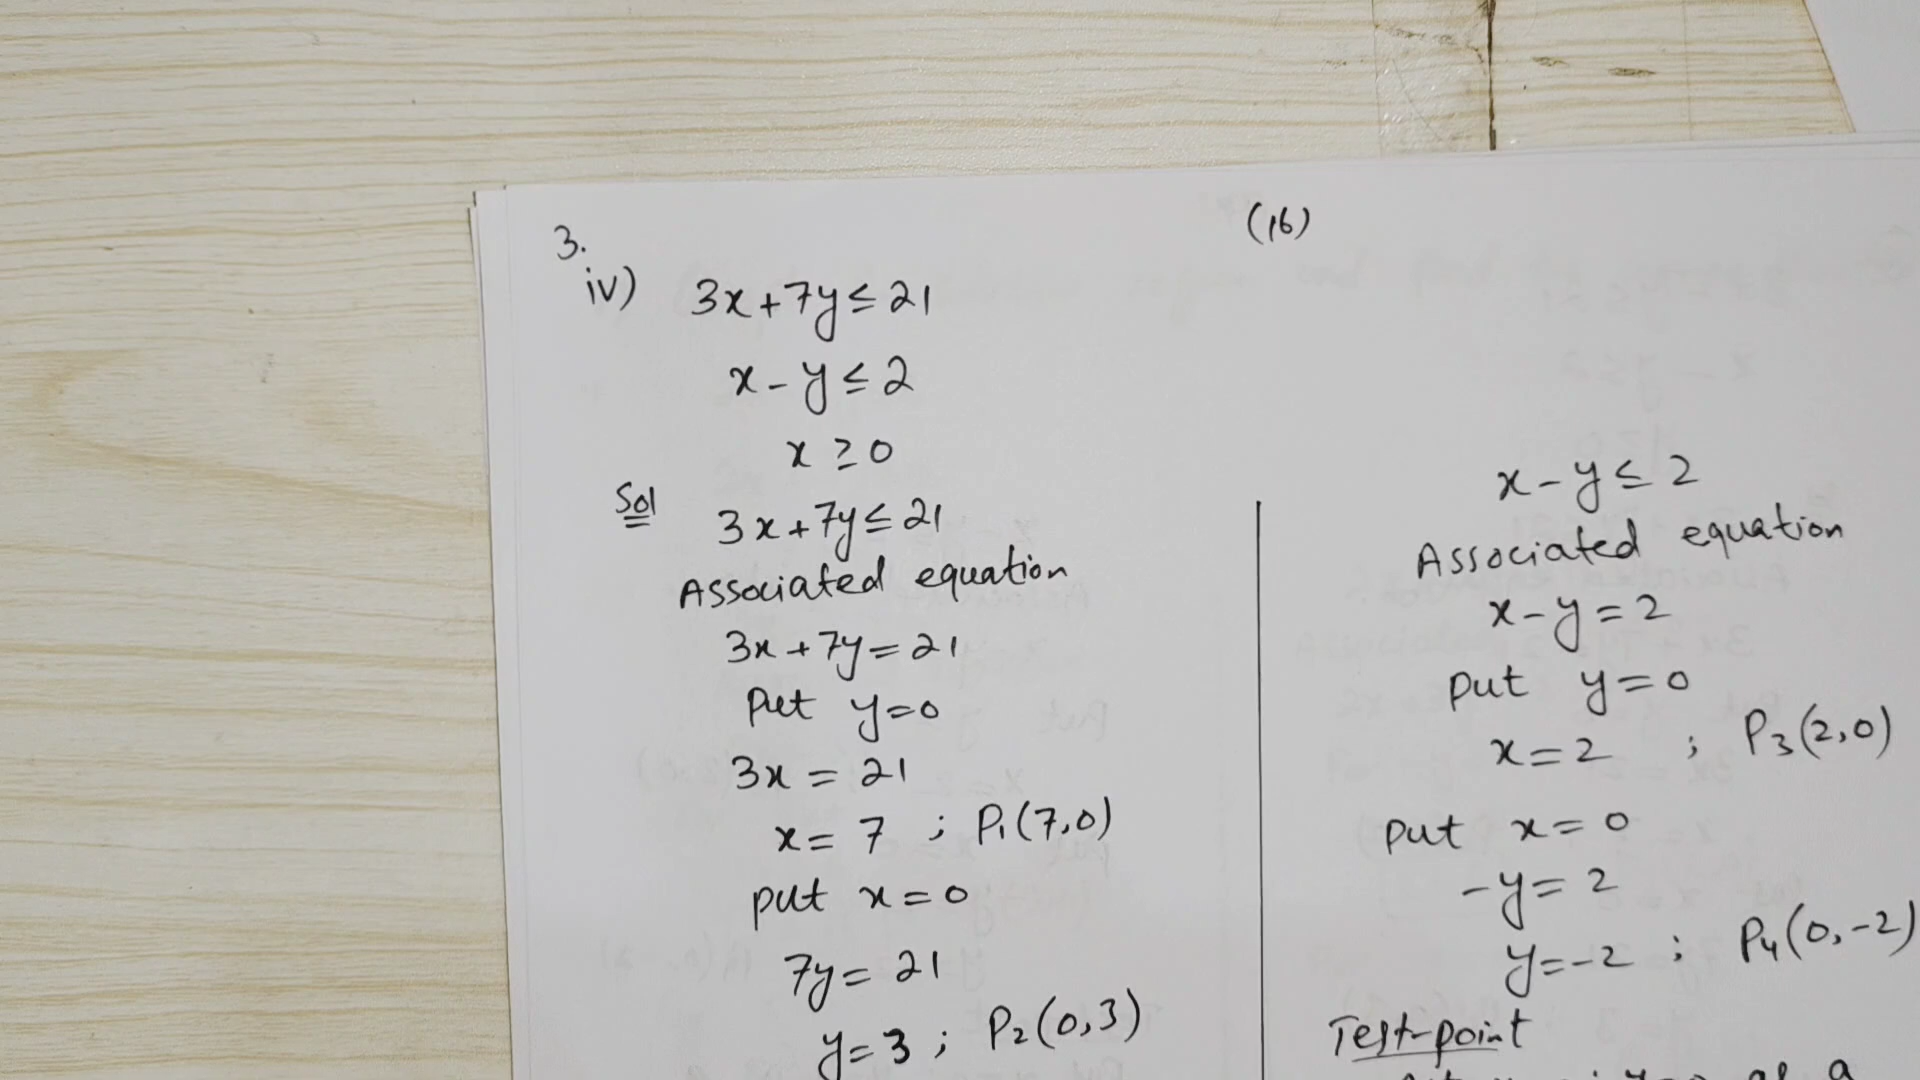 (16)
3.
iv) 3x+7y≤21
x-y≤2
x≥0
Sol
3x+7y≤21
Associated equation
3x+7y=21
Put y=0
3x=21
x=7 ; P₁(7,0)
put x=0
7y=21
y=3 ; P₂(0,3)
x-y≤2
Associated equation
x-y=2
put y=0
x=2 ; P₃(2,0)
put x=0
-y=2
y=-2 ; P₄(0,-2)
Test-point